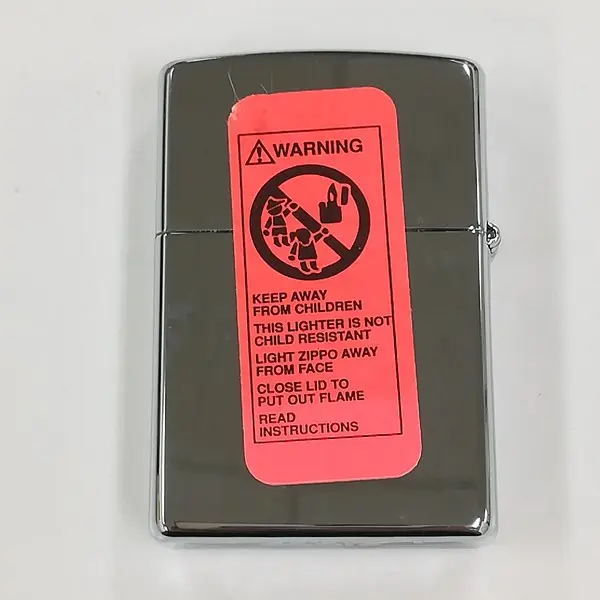 WARNING
KEEP AWAY
FROM CHILDREN
THIS LIGHTER IS NOT
CHILD RESISTANT
LIGHT ZIPPO AWAY
FROM FACE
CLOSE LID TO
PUT OUT FLAME
READ
INSTRUCTIONS